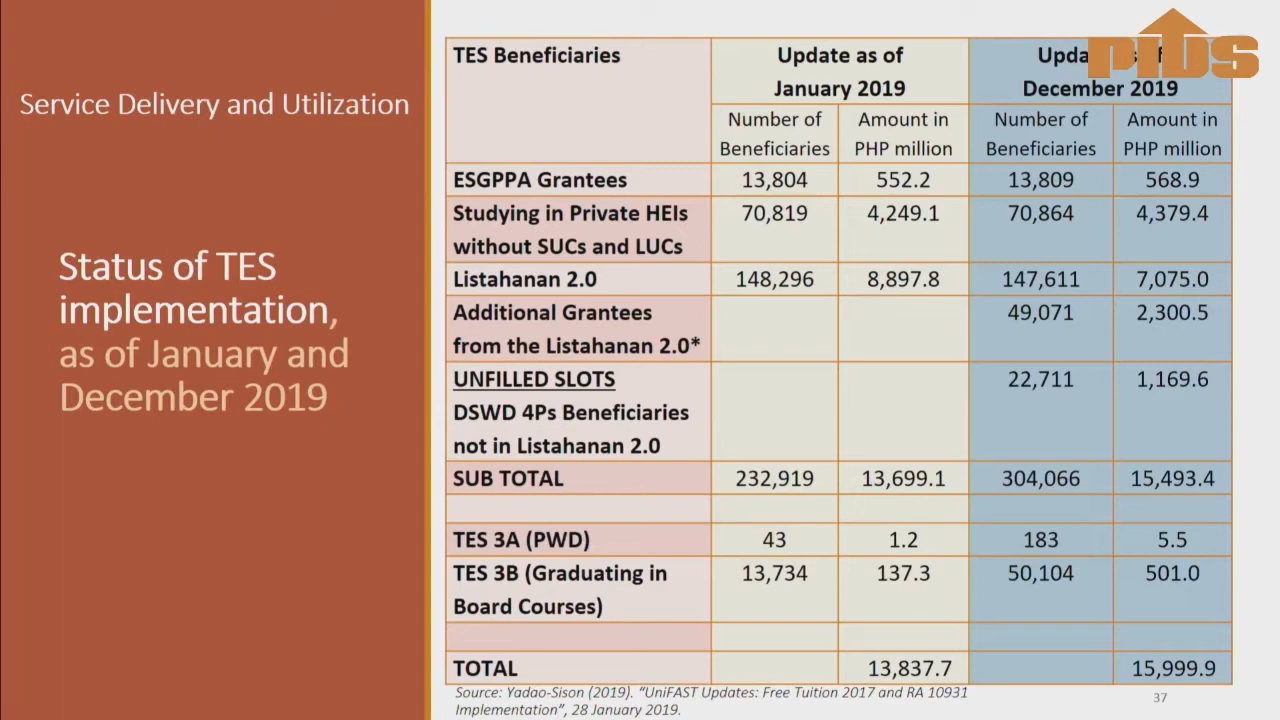 Service Delivery and Utilization
Status of TES
implementation,
as of January and
December 2019
PIDS
TES Beneficiaries
Update as of
January 2019
December 2019
Number of
Beneficiaries
Amount in
PHP million
Number of
Beneficiaries
Amount in
PHP million
ESGPPA Grantees 13,804 552.2 13,809 568.9
Studying in Private HEIs 70,819 4,249.1 70,864 4,379.4
without SUCs and LUCs
Listahanan 2.0 148,296 8,897.8 147,611 7,075.0
Additional Grantees 49,071 2,300.5
from the Listahanan 2.0*
UNFILLED SLOTS 22,711 1,169.6
DSWD 4Ps Beneficiaries
not in Listahanan 2.0
SUB TOTAL 232,919 13,699.1 304,066 15,493.4
TES 3A (PWD) 43 1.2 183 5.5
TES 3B (Graduating in 13,734 137.3 50,104 501.0
Board Courses)
TOTAL 13,837.7 15,999.9
Source: Yadao-Sison (2019). “UniFAST Updates: Free Tuition 2017 and RA 10931
Implementation”, 28 January 2019.
37